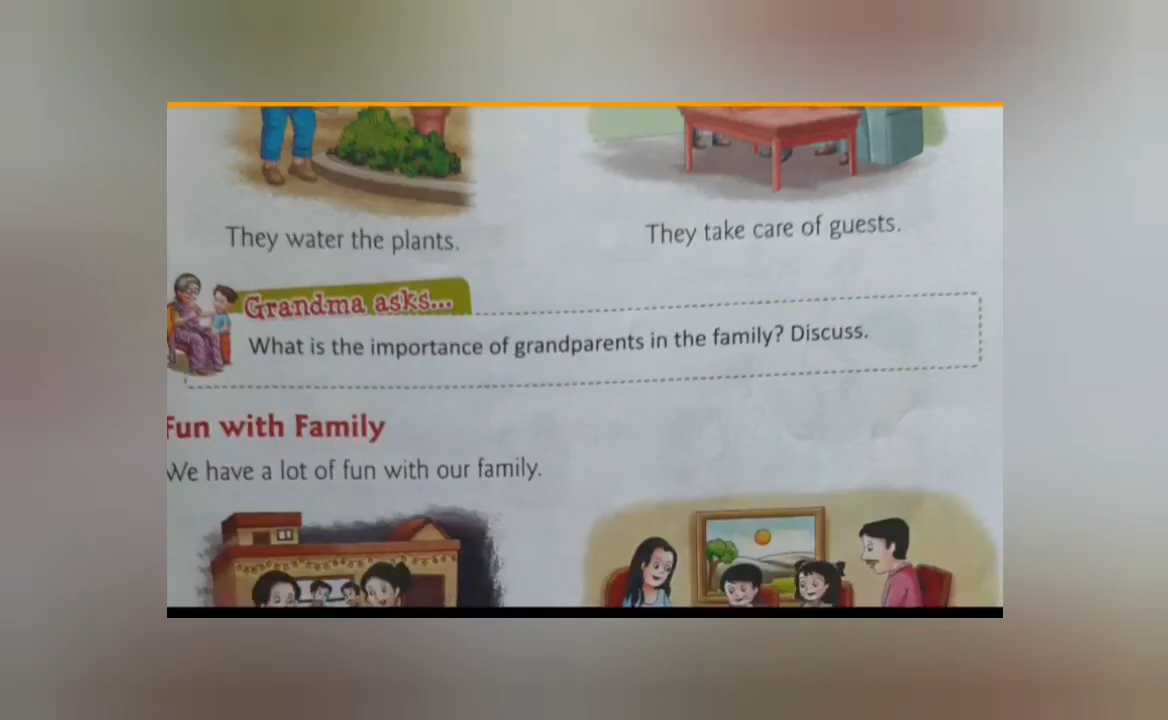 They water the plants.
They take care of guests.
Grandma asks...
What is the importance of grandparents in the family? Discuss.
Fun with Family
We have a lot of fun with our family.